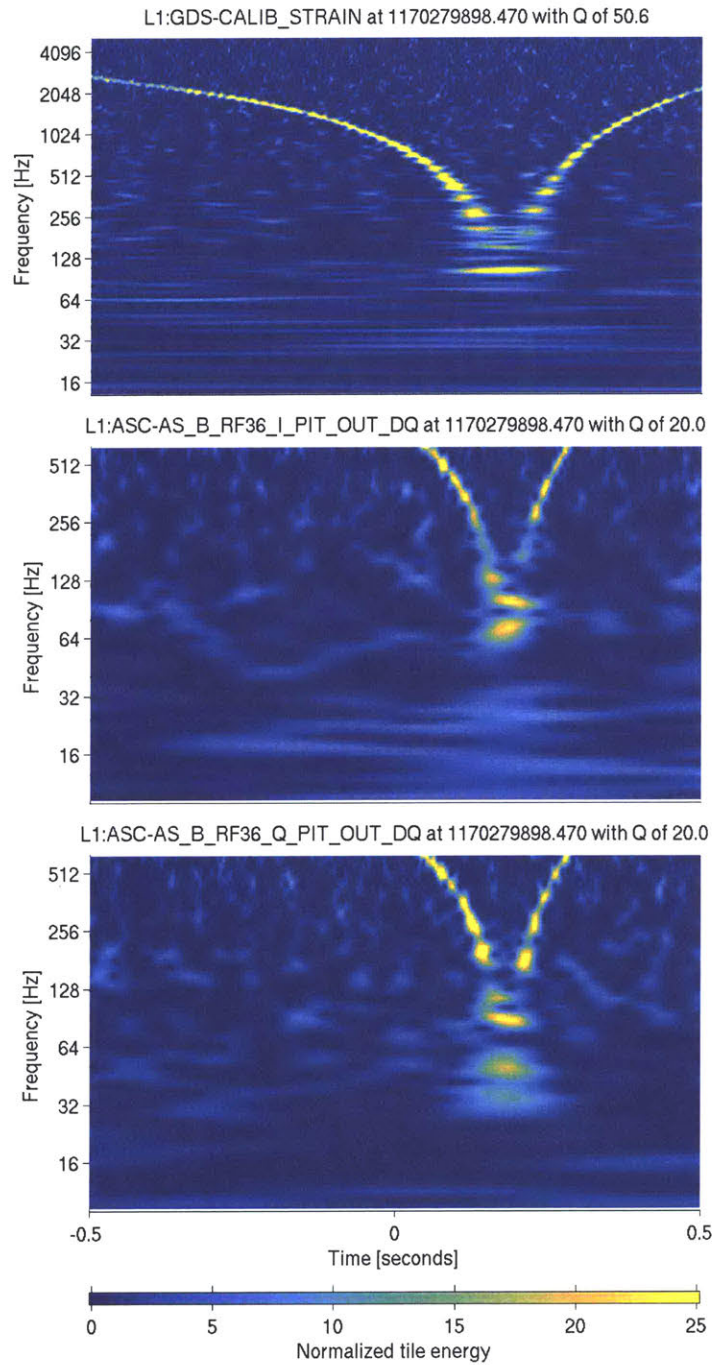 L1:GDS-CALIB_STRAIN at 1170279898.470 with Q of 50.6
4096
2048
1024
512
256
128
64
32
16
Frequency [Hz]
L1:ASC-AS_B_RF36_I_PIT_OUT_DQ at 1170279898.470 with Q of 20.0
512
256
128
64
32
16
Frequency [Hz]
L1:ASC-AS_B_RF36_Q_PIT_OUT_DQ at 1170279898.470 with Q of 20.0
512
256
128
64
32
16
Frequency [Hz]
-0.5 0 0.5
Time [seconds]
0 5 10 15 20 25
Normalized tile energy